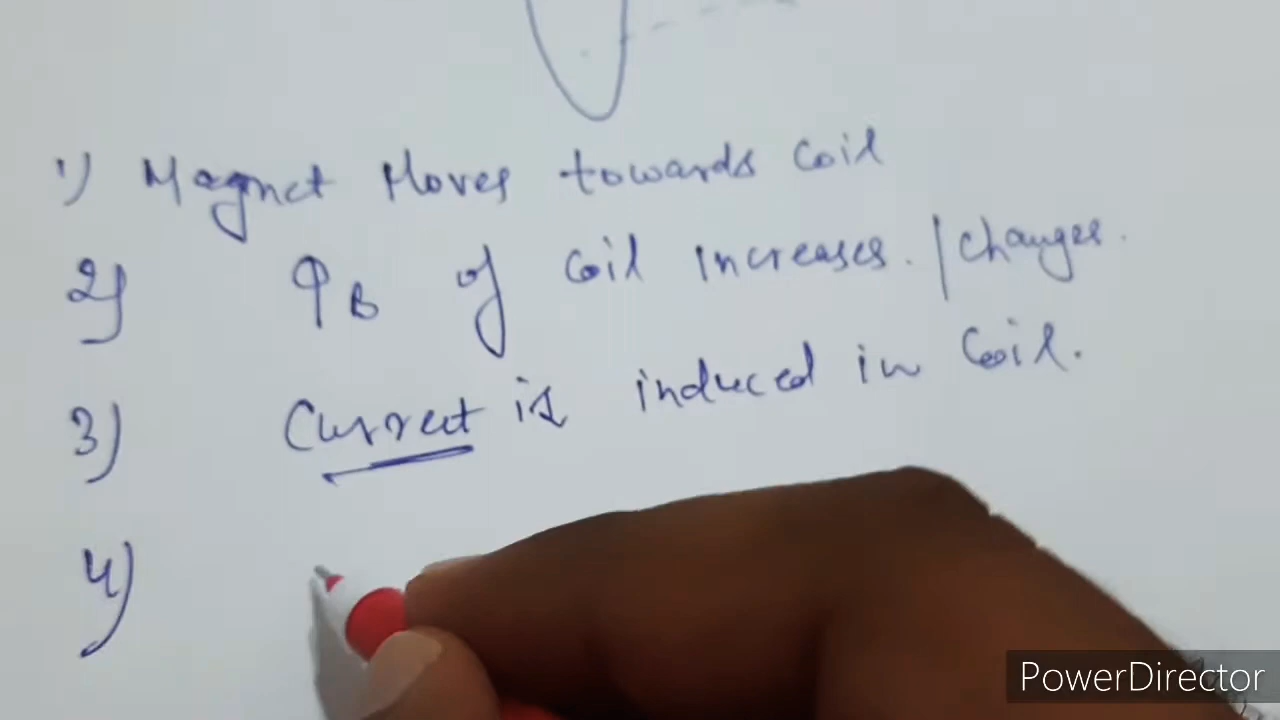 1) Magnet Moves towards Coil
2) φB of Coil increases. / Changes.
3) Current is induced in Coil.
4)
PowerDirector